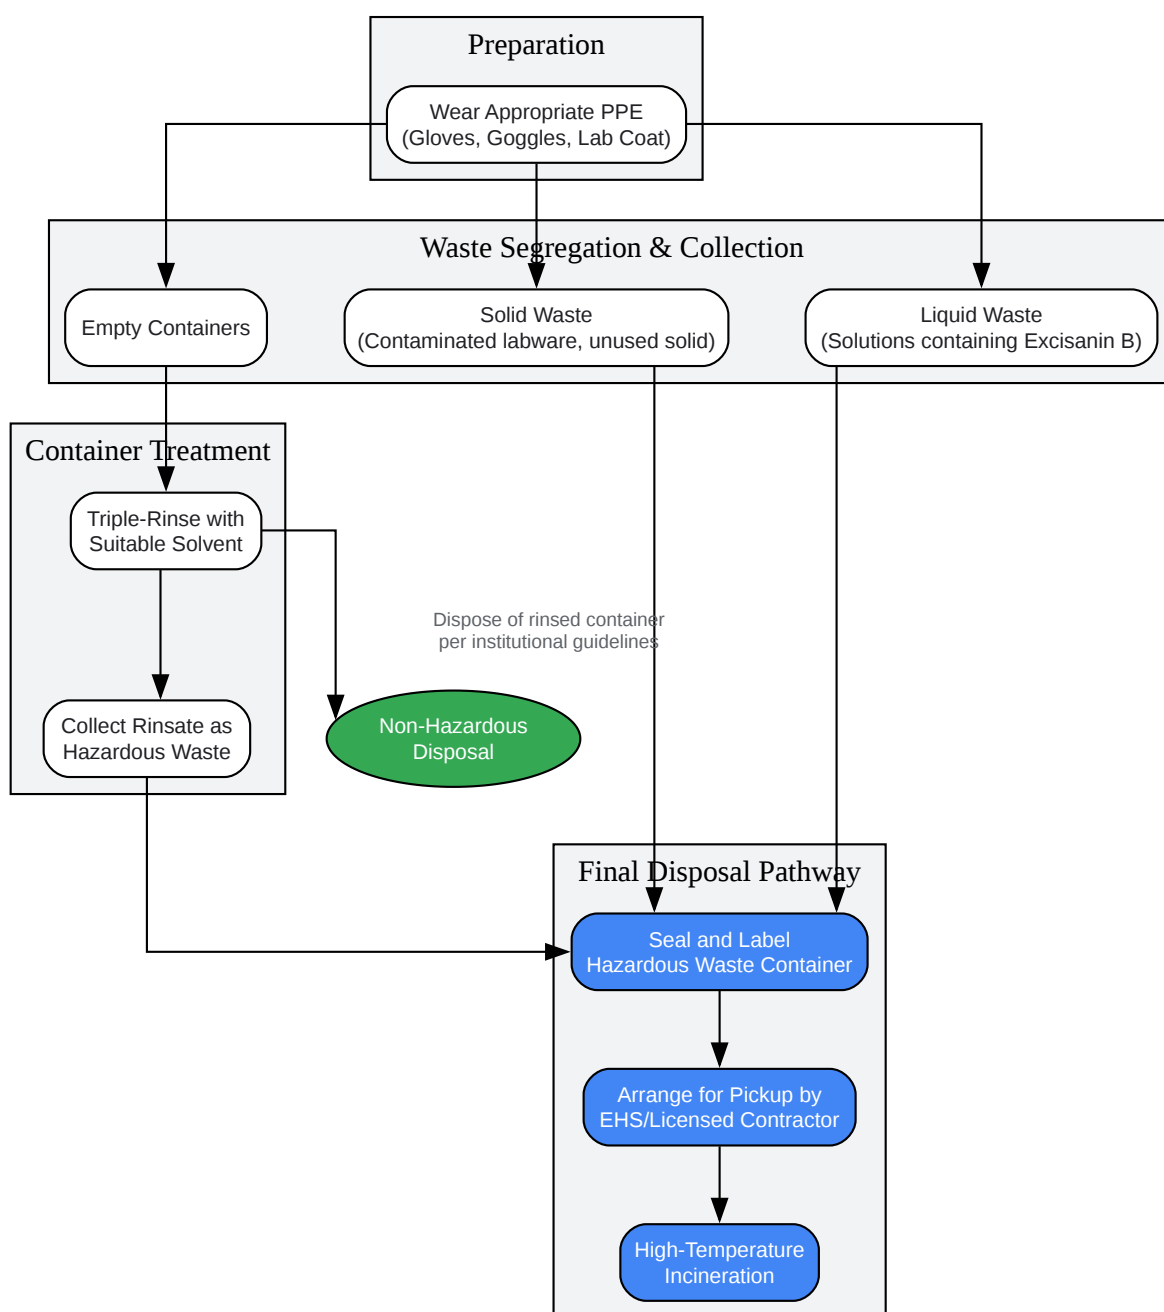 Preparation
Wear Appropriate PPE
(Gloves, Goggles, Lab Coat)
Waste Segregation & Collection
Empty Containers
Solid Waste
(Contaminated labware, unused solid)
Liquid Waste
(Solutions containing Excisanin B)
Container Treatment
Triple-Rinse with
Suitable Solvent
Dispose of rinsed container
per institutional guidelines
Collect Rinsate as
Hazardous Waste
Non-Hazardous
Disposal
Final Disposal Pathway
Seal and Label
Hazardous Waste Container
Arrange for Pickup by
EHS/Licensed Contractor
High-Temperature
Incineration